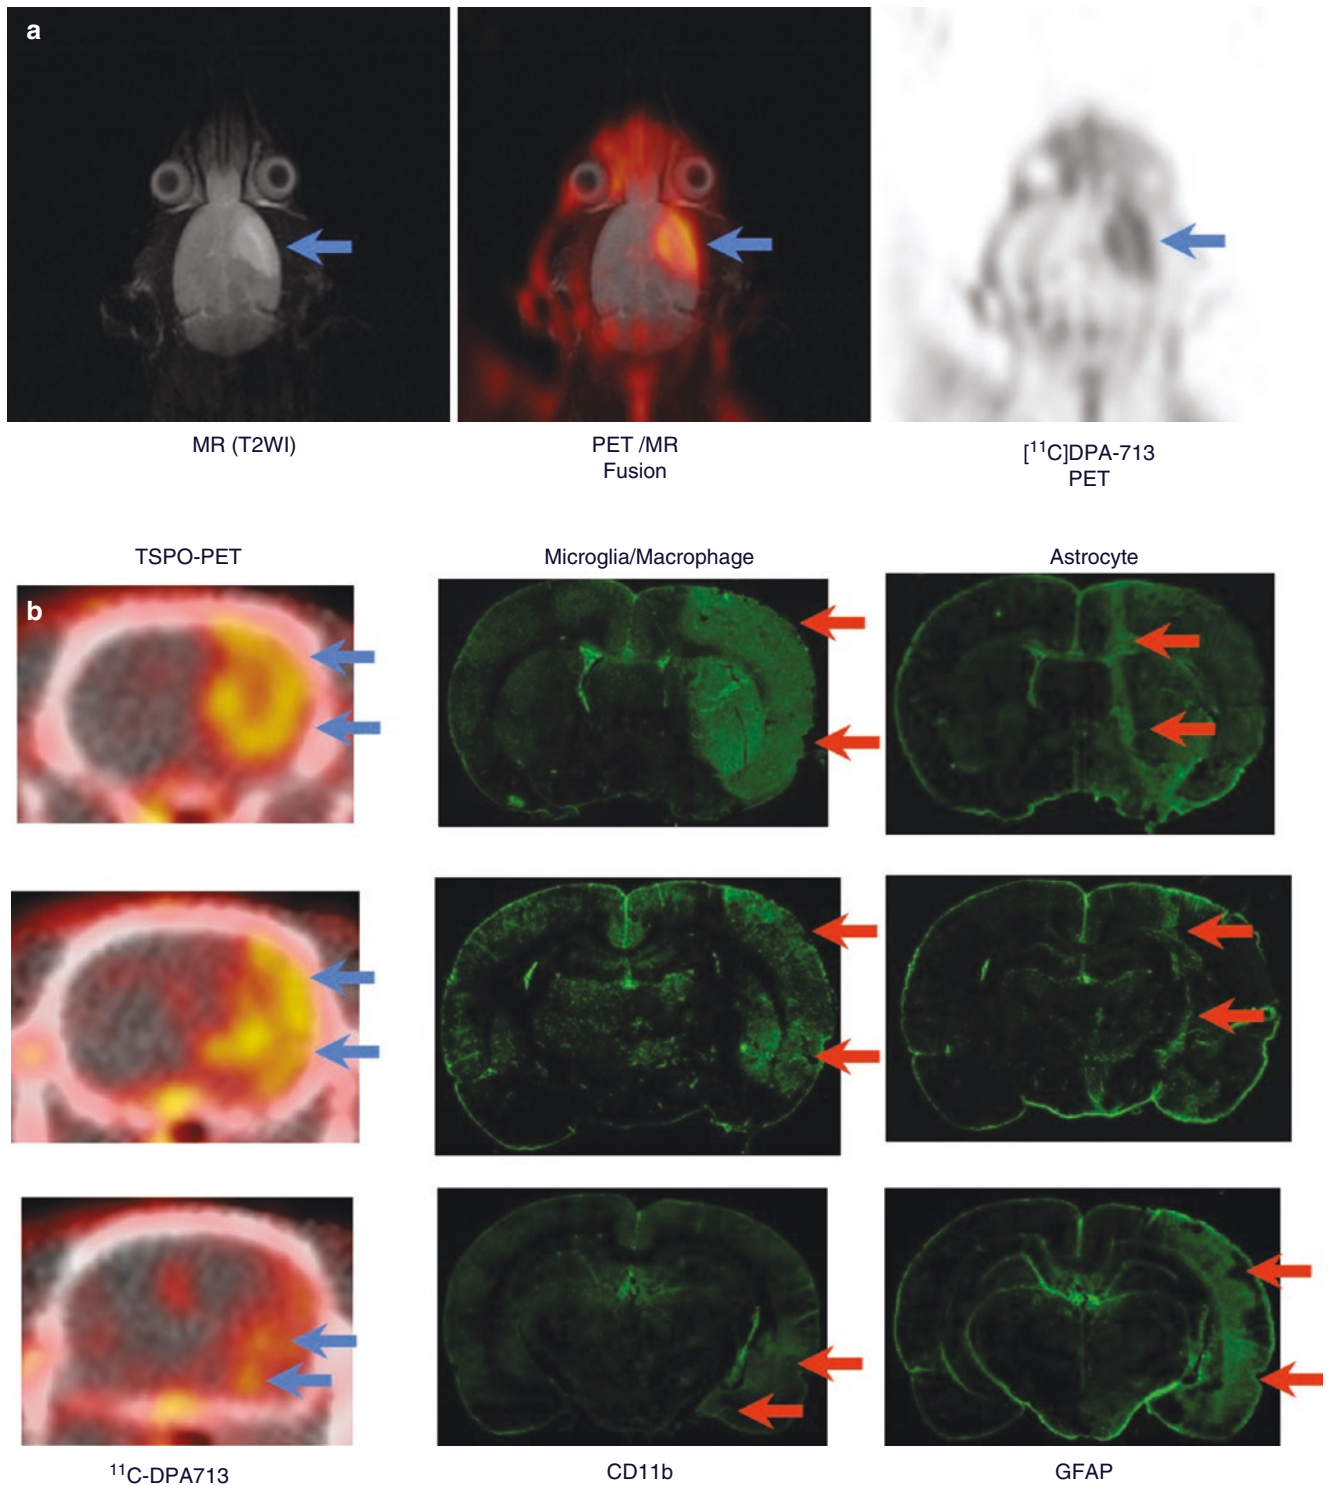 a
MR (T2WI)
PET /MR
Fusion
[¹¹C]DPA-713
PET
TSPO-PET
Microglia/Macrophage
Astrocyte
b
¹¹C-DPA713
CD11b
GFAP